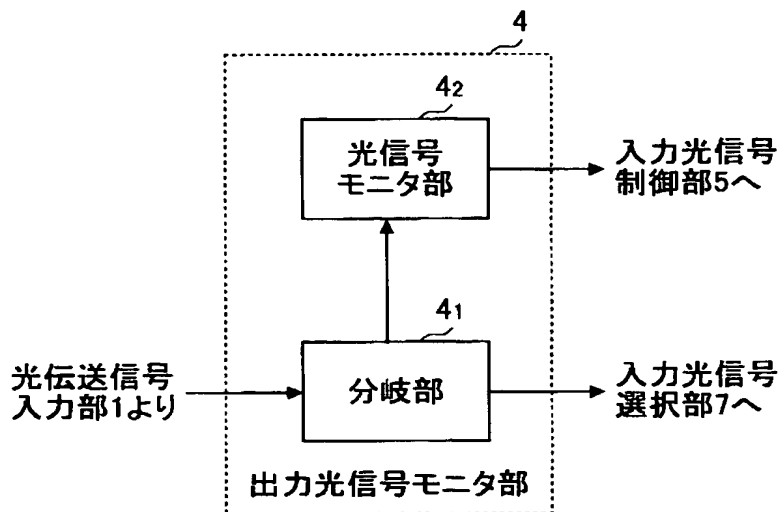 4
42
光信号
モニタ部
入力光信号
制御部5へ
41
光伝送信号
入力部1より
分岐部
入力光信号
選択部7へ
出力光信号モニタ部